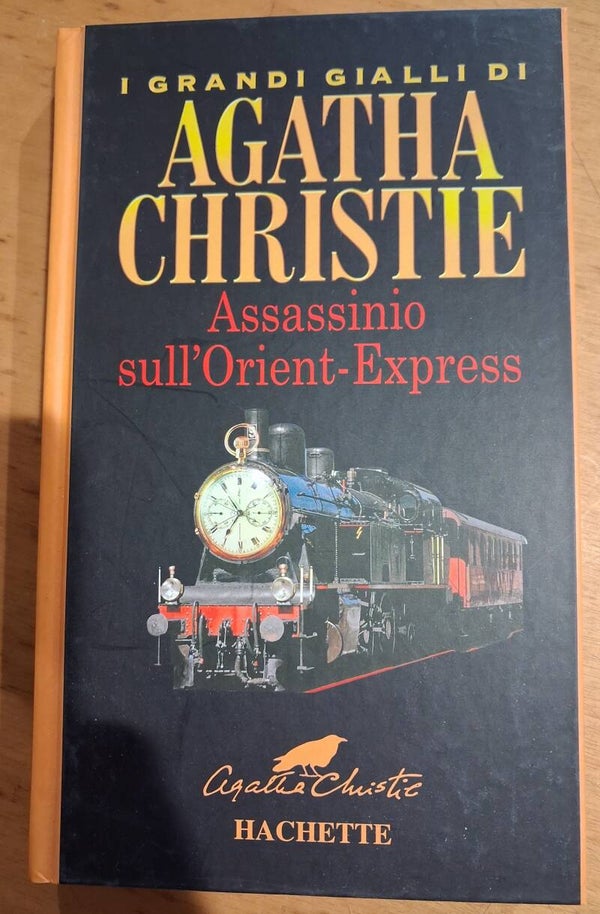 I GRANDI GIALLI DI
AGATHA
CHRISTIE
Assassinio
sull'Orient-Express
Agatha Christie
HACHETTE